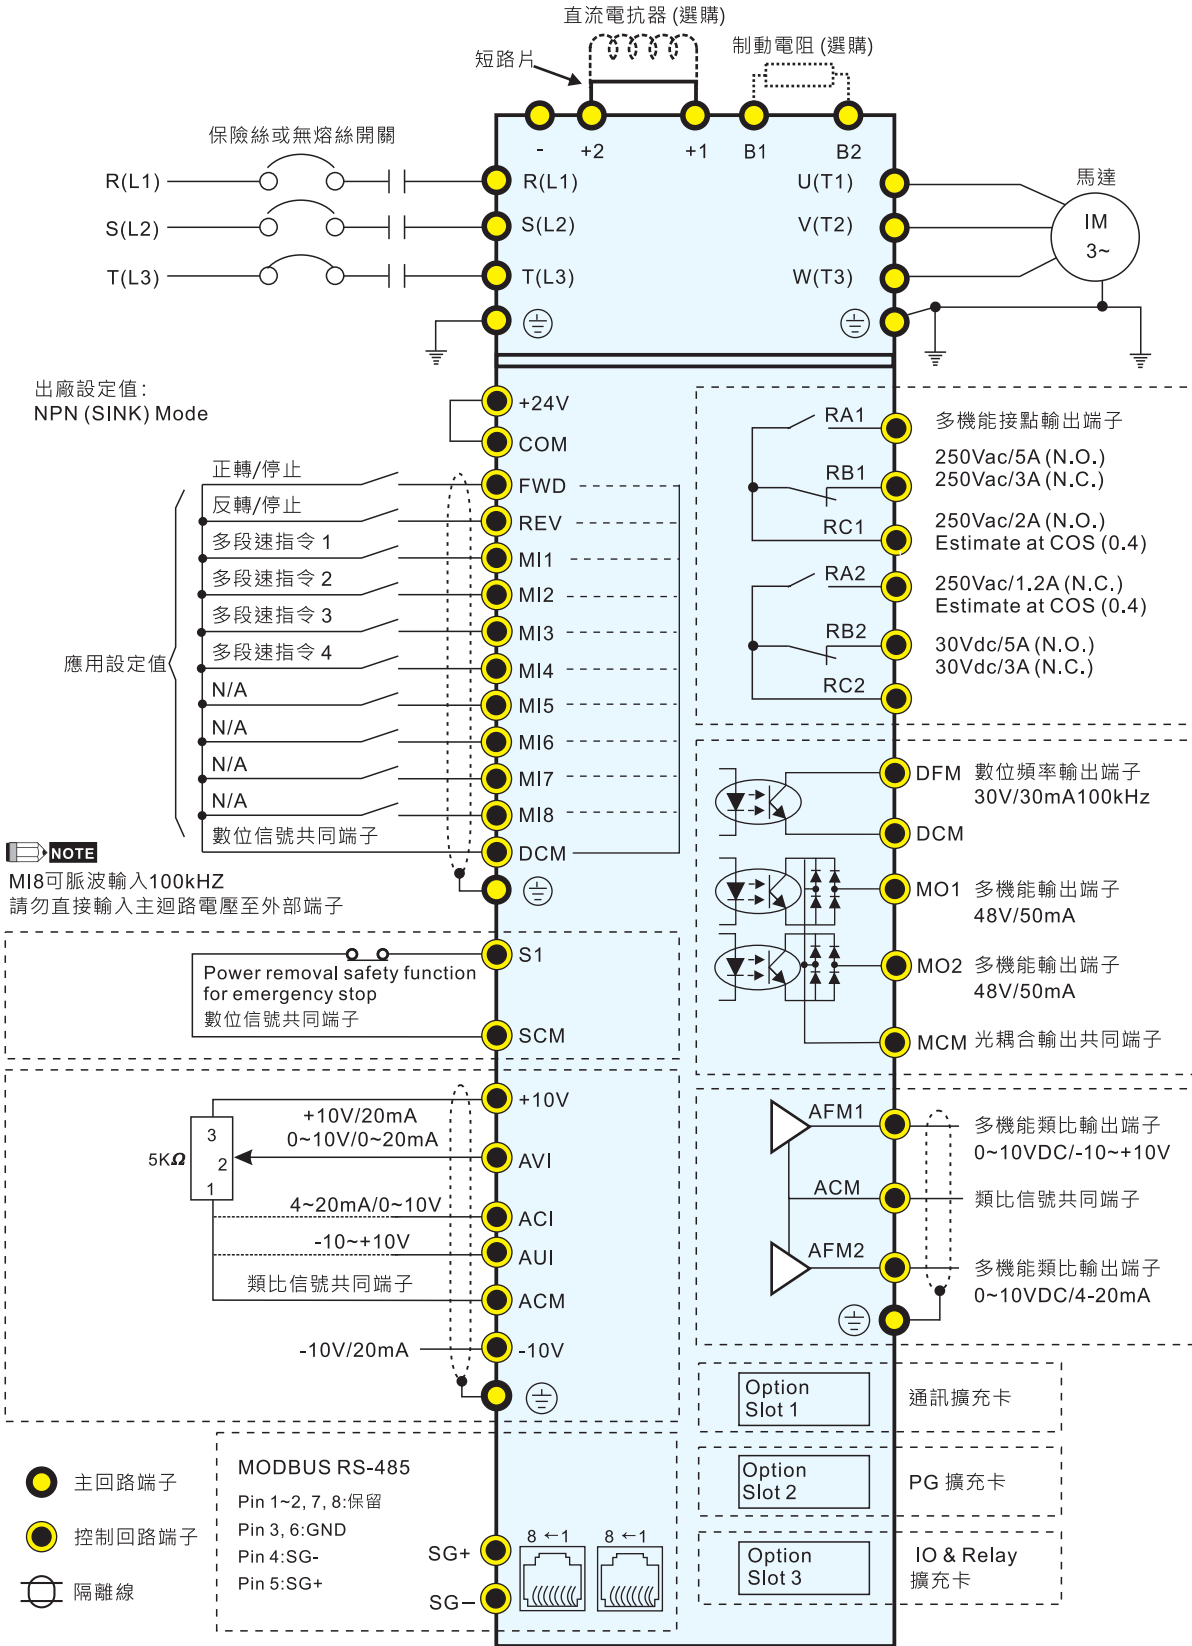 直流電抗器 (選購)
制動電阻 (選購)
短路片
保險絲或無熔絲開關
-
+2
+1
B1
B2
R(L1)
R(L1)
U(T1)
馬達
S(L2)
S(L2)
V(T2)
IM
3~
T(L3)
T(L3)
W(T3)
出廠設定值:
NPN (SINK) Mode
+24V
COM
正轉/停止
FWD
反轉/停止
REV
多段速指令 1
MI1
多段速指令 2
MI2
多段速指令 3
MI3
多段速指令 4
MI4
應用設定值
N/A
MI5
N/A
MI6
N/A
MI7
N/A
MI8
數位信號共同端子
DCM
NOTE
MI8可脈波輸入100kHZ
請勿直接輸入主迴路電壓至外部端子
RA1
多機能接點輸出端子
250Vac/5A (N.O.)
250Vac/3A (N.C.)
RB1
RC1
250Vac/2A (N.O.)
Estimate at COS (0.4)
RA2
250Vac/1.2A (N.C.)
Estimate at COS (0.4)
RB2
30Vdc/5A (N.O.)
30Vdc/3A (N.C.)
RC2
DFM
數位頻率輸出端子
30V/30mA100kHz
DCM
MO1
多機能輸出端子
48V/50mA
MO2
多機能輸出端子
48V/50mA
MCM
光耦合輸出共同端子
S1
Power removal safety function
for emergency stop
數位信號共同端子
SCM
+10V
+10V/20mA
0~10V/0~20mA
3
2
1
5KΩ
AVI
4~20mA/0~10V
ACI
-10~+10V
AUI
類比信號共同端子
ACM
-10V/20mA
-10V
AFM1
多機能類比輸出端子
0~10VDC/-10~+10V
ACM
類比信號共同端子
AFM2
多機能類比輸出端子
0~10VDC/4-20mA
Option
Slot 1
通訊擴充卡
Option
Slot 2
PG 擴充卡
Option
Slot 3
IO & Relay
擴充卡
主回路端子
控制回路端子
隔離線
MODBUS RS-485
Pin 1~2, 7, 8:保留
Pin 3, 6:GND
Pin 4:SG-
Pin 5:SG+
SG+
SG−
8 ←1
8 ←1